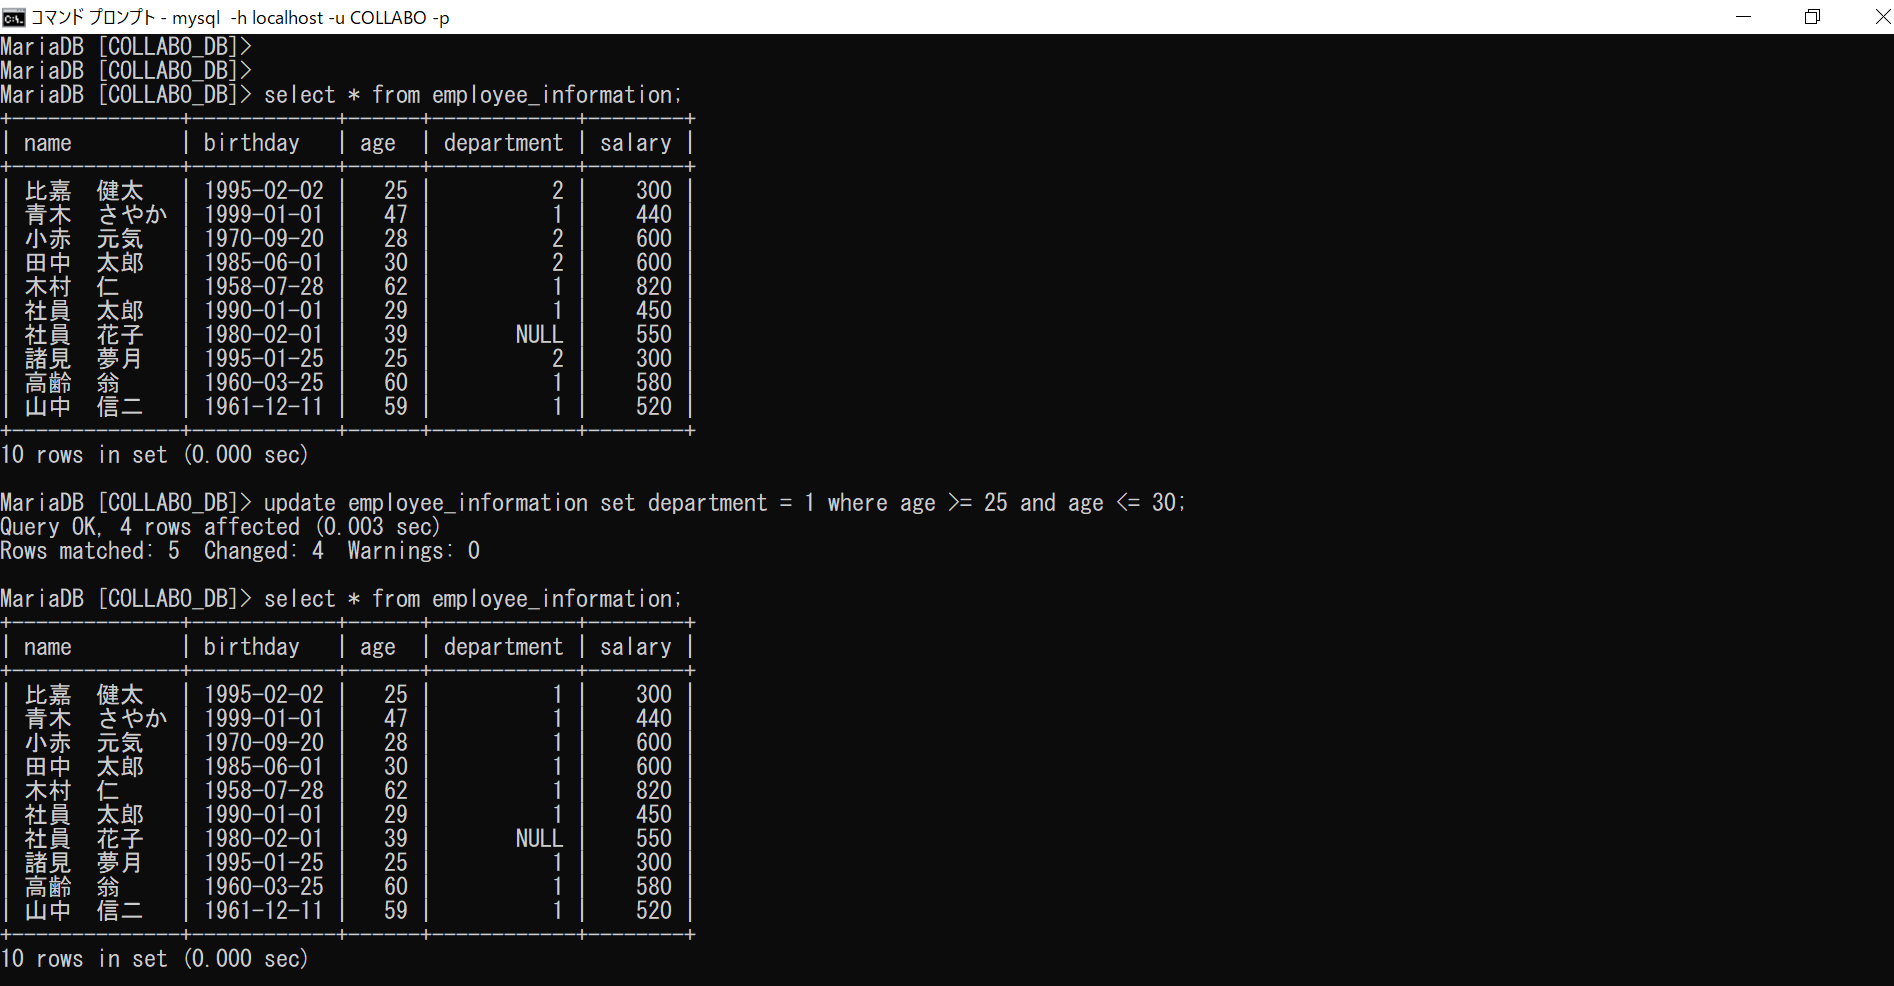 コマンド プロンプト - mysql  -h localhost -u COLLABO -p
MariaDB [COLLABO_DB]>
MariaDB [COLLABO_DB]>
MariaDB [COLLABO_DB]> select * from employee_information;
+--------------+------------+------+------------+--------+
| name         | birthday   | age  | department | salary |
+--------------+------------+------+------------+--------+
| 比嘉　健太   | 1995-02-02 |   25 |          2 |    300 |
| 青木　さやか | 1999-01-01 |   47 |          1 |    440 |
| 小赤　元気   | 1970-09-20 |   28 |          2 |    600 |
| 田中　太郎   | 1985-06-01 |   30 |          2 |    600 |
| 木村　仁     | 1958-07-28 |   62 |          1 |    820 |
| 社員　太郎   | 1990-01-01 |   29 |          1 |    450 |
| 社員　花子   | 1980-02-01 |   39 |       NULL |    550 |
| 諸見　夢月   | 1995-01-25 |   25 |          2 |    300 |
| 高齢　翁     | 1960-03-25 |   60 |          1 |    580 |
| 山中　信二   | 1961-12-11 |   59 |          1 |    520 |
+--------------+------------+------+------------+--------+
10 rows in set (0.000 sec)
MariaDB [COLLABO_DB]> update employee_information set department = 1 where age >= 25 and age <= 30;
Query OK, 4 rows affected (0.003 sec)
Rows matched: 5  Changed: 4  Warnings: 0
MariaDB [COLLABO_DB]> select * from employee_information;
+--------------+------------+------+------------+--------+
| name         | birthday   | age  | department | salary |
+--------------+------------+------+------------+--------+
| 比嘉　健太   | 1995-02-02 |   25 |          1 |    300 |
| 青木　さやか | 1999-01-01 |   47 |          1 |    440 |
| 小赤　元気   | 1970-09-20 |   28 |          1 |    600 |
| 田中　太郎   | 1985-06-01 |   30 |          1 |    600 |
| 木村　仁     | 1958-07-28 |   62 |          1 |    820 |
| 社員　太郎   | 1990-01-01 |   29 |          1 |    450 |
| 社員　花子   | 1980-02-01 |   39 |       NULL |    550 |
| 諸見　夢月   | 1995-01-25 |   25 |          1 |    300 |
| 高齢　翁     | 1960-03-25 |   60 |          1 |    580 |
| 山中　信二   | 1961-12-11 |   59 |          1 |    520 |
+--------------+------------+------+------------+--------+
10 rows in set (0.000 sec)